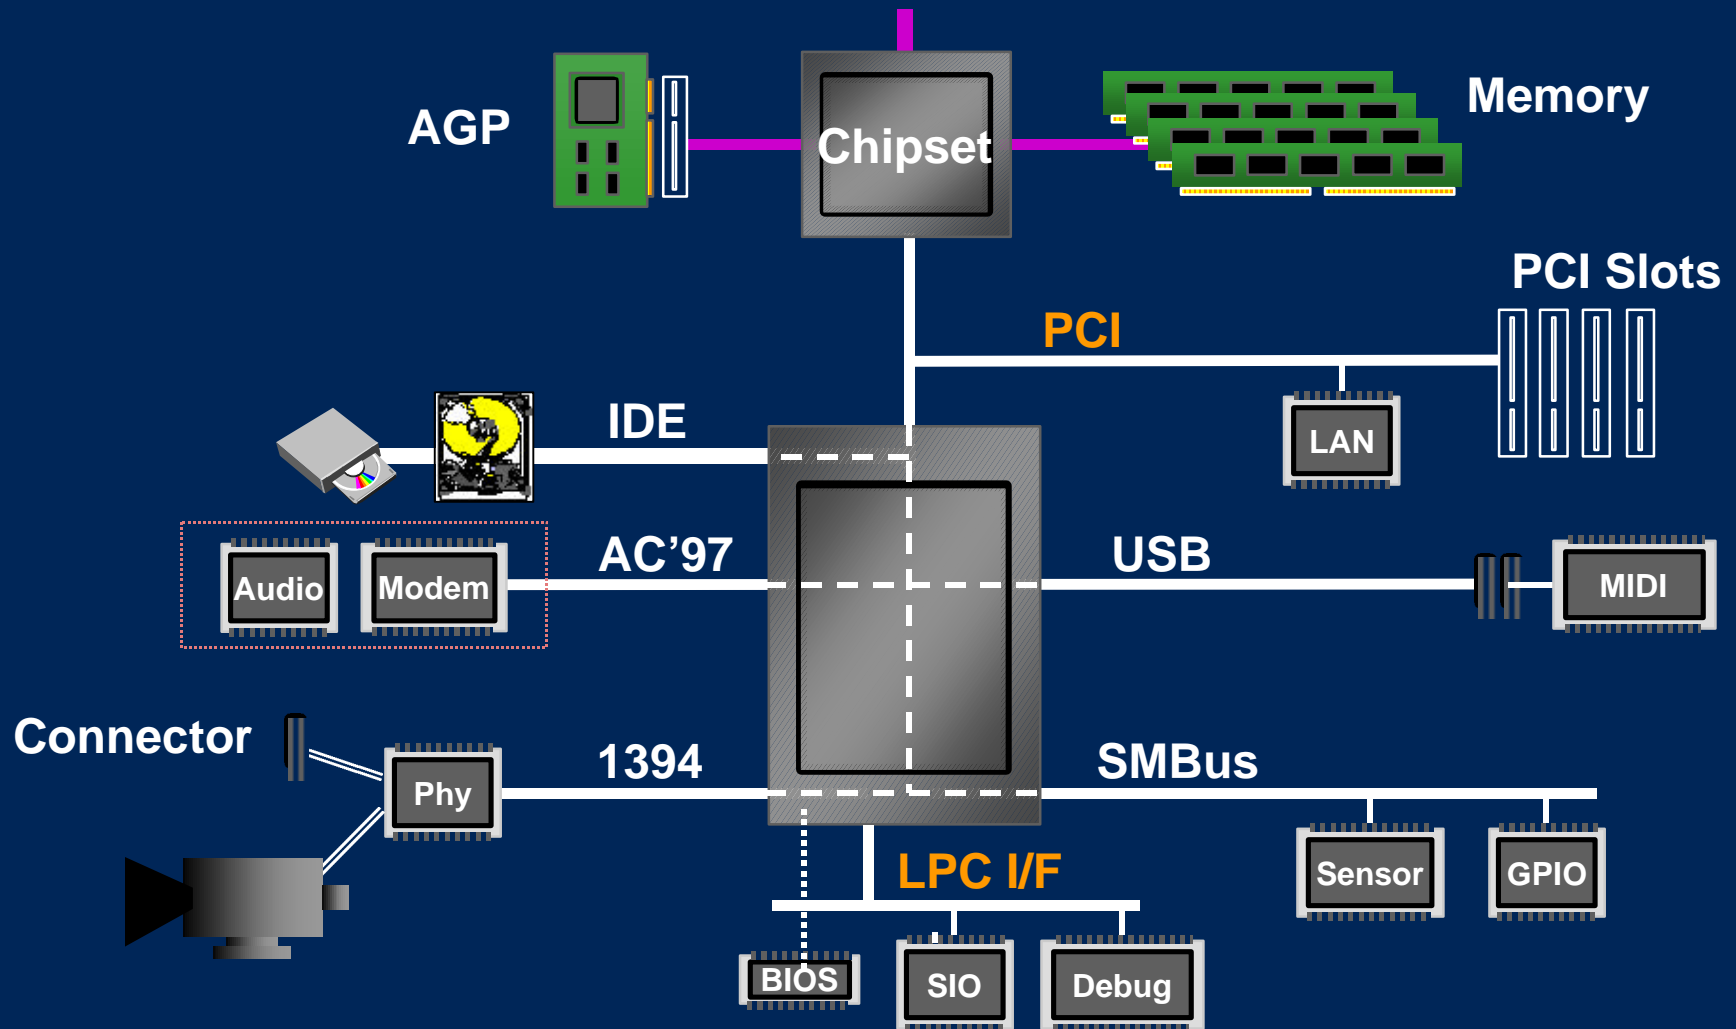 Memory
AGP
Chipset
PCI Slots
PCI
IDE
LAN
AC’97
USB
Audio
Modem
MIDI
Connector
1394
SMBus
Phy
LPC I/F
Sensor
GPIO
BIOS
SIO
Debug